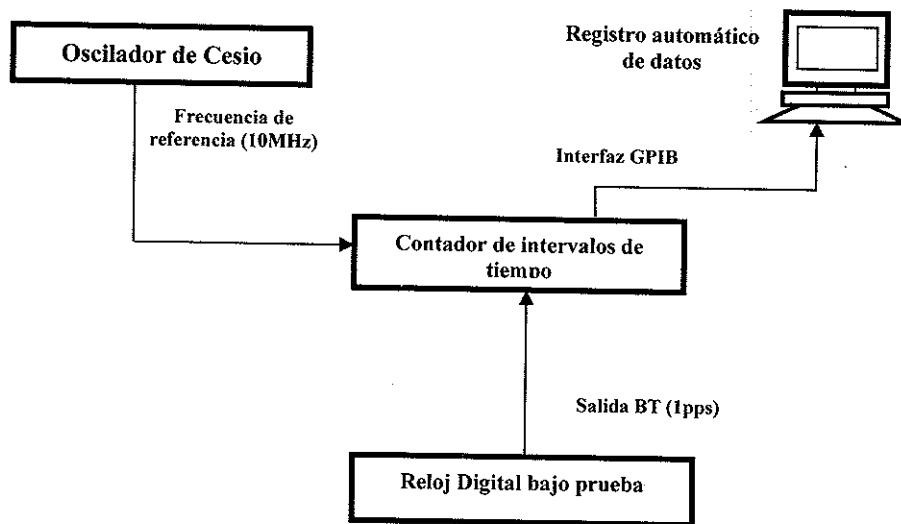 Oscilador de Cesio
Registro automático
de datos
Frecuencia de
referencia (10MHz)
Interfaz GPIB
Contador de intervalos de
tiempo
Salida BT (1pps)
Reloj Digital bajo prueba